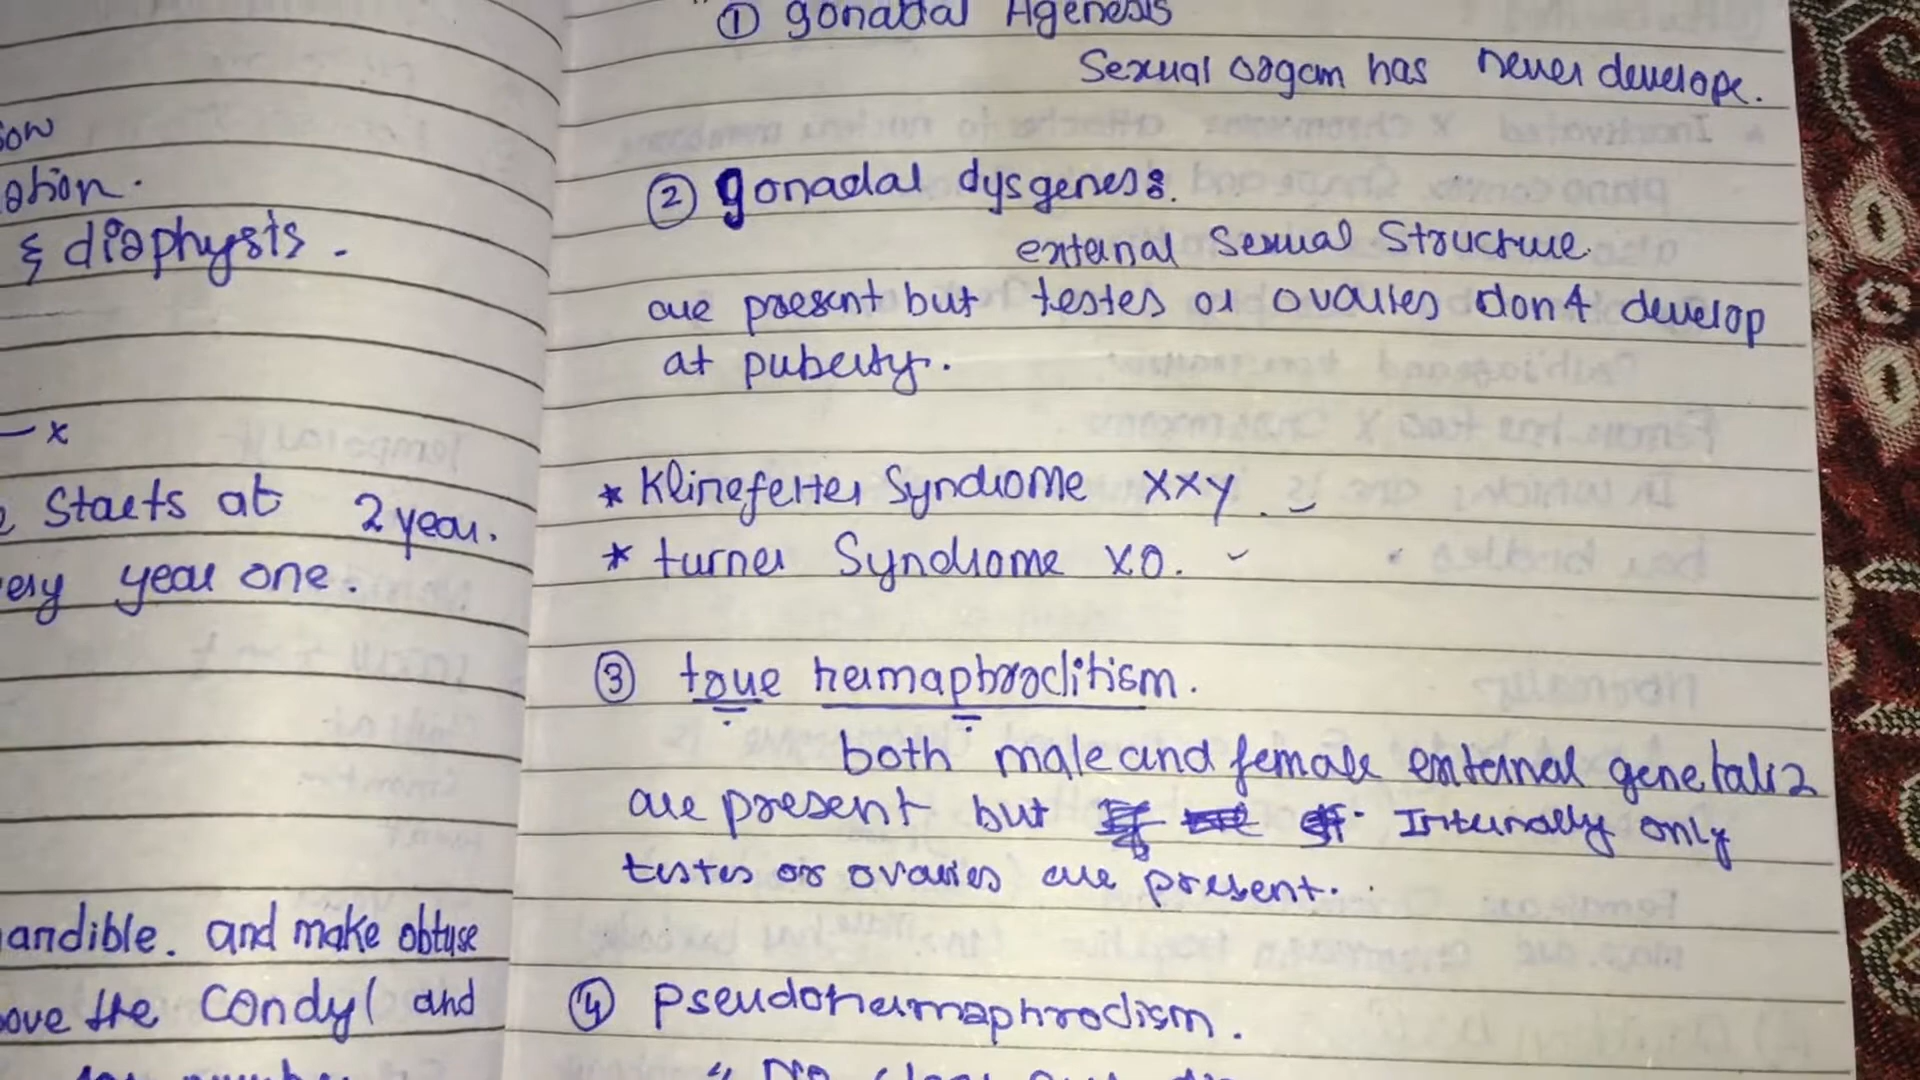 ation.
& diaphysis.
x
Starts at 2 year.
year one.
andible. and make obtuse
ove the Condyl and
① gonadal Agenesis
Sexual organ has never develope.
② gonadal dysgenesis.
external Sexual Structure
are present but testes or ovaries don't develop
at puberty.
* Klinefelter Syndrome XXY.
* turner Syndrome XO.
③ true hermaphroditism.
both male and female external genetalia
are present but Internally only
testes or ovaries are present.
④ Pseudohermaphrodism.